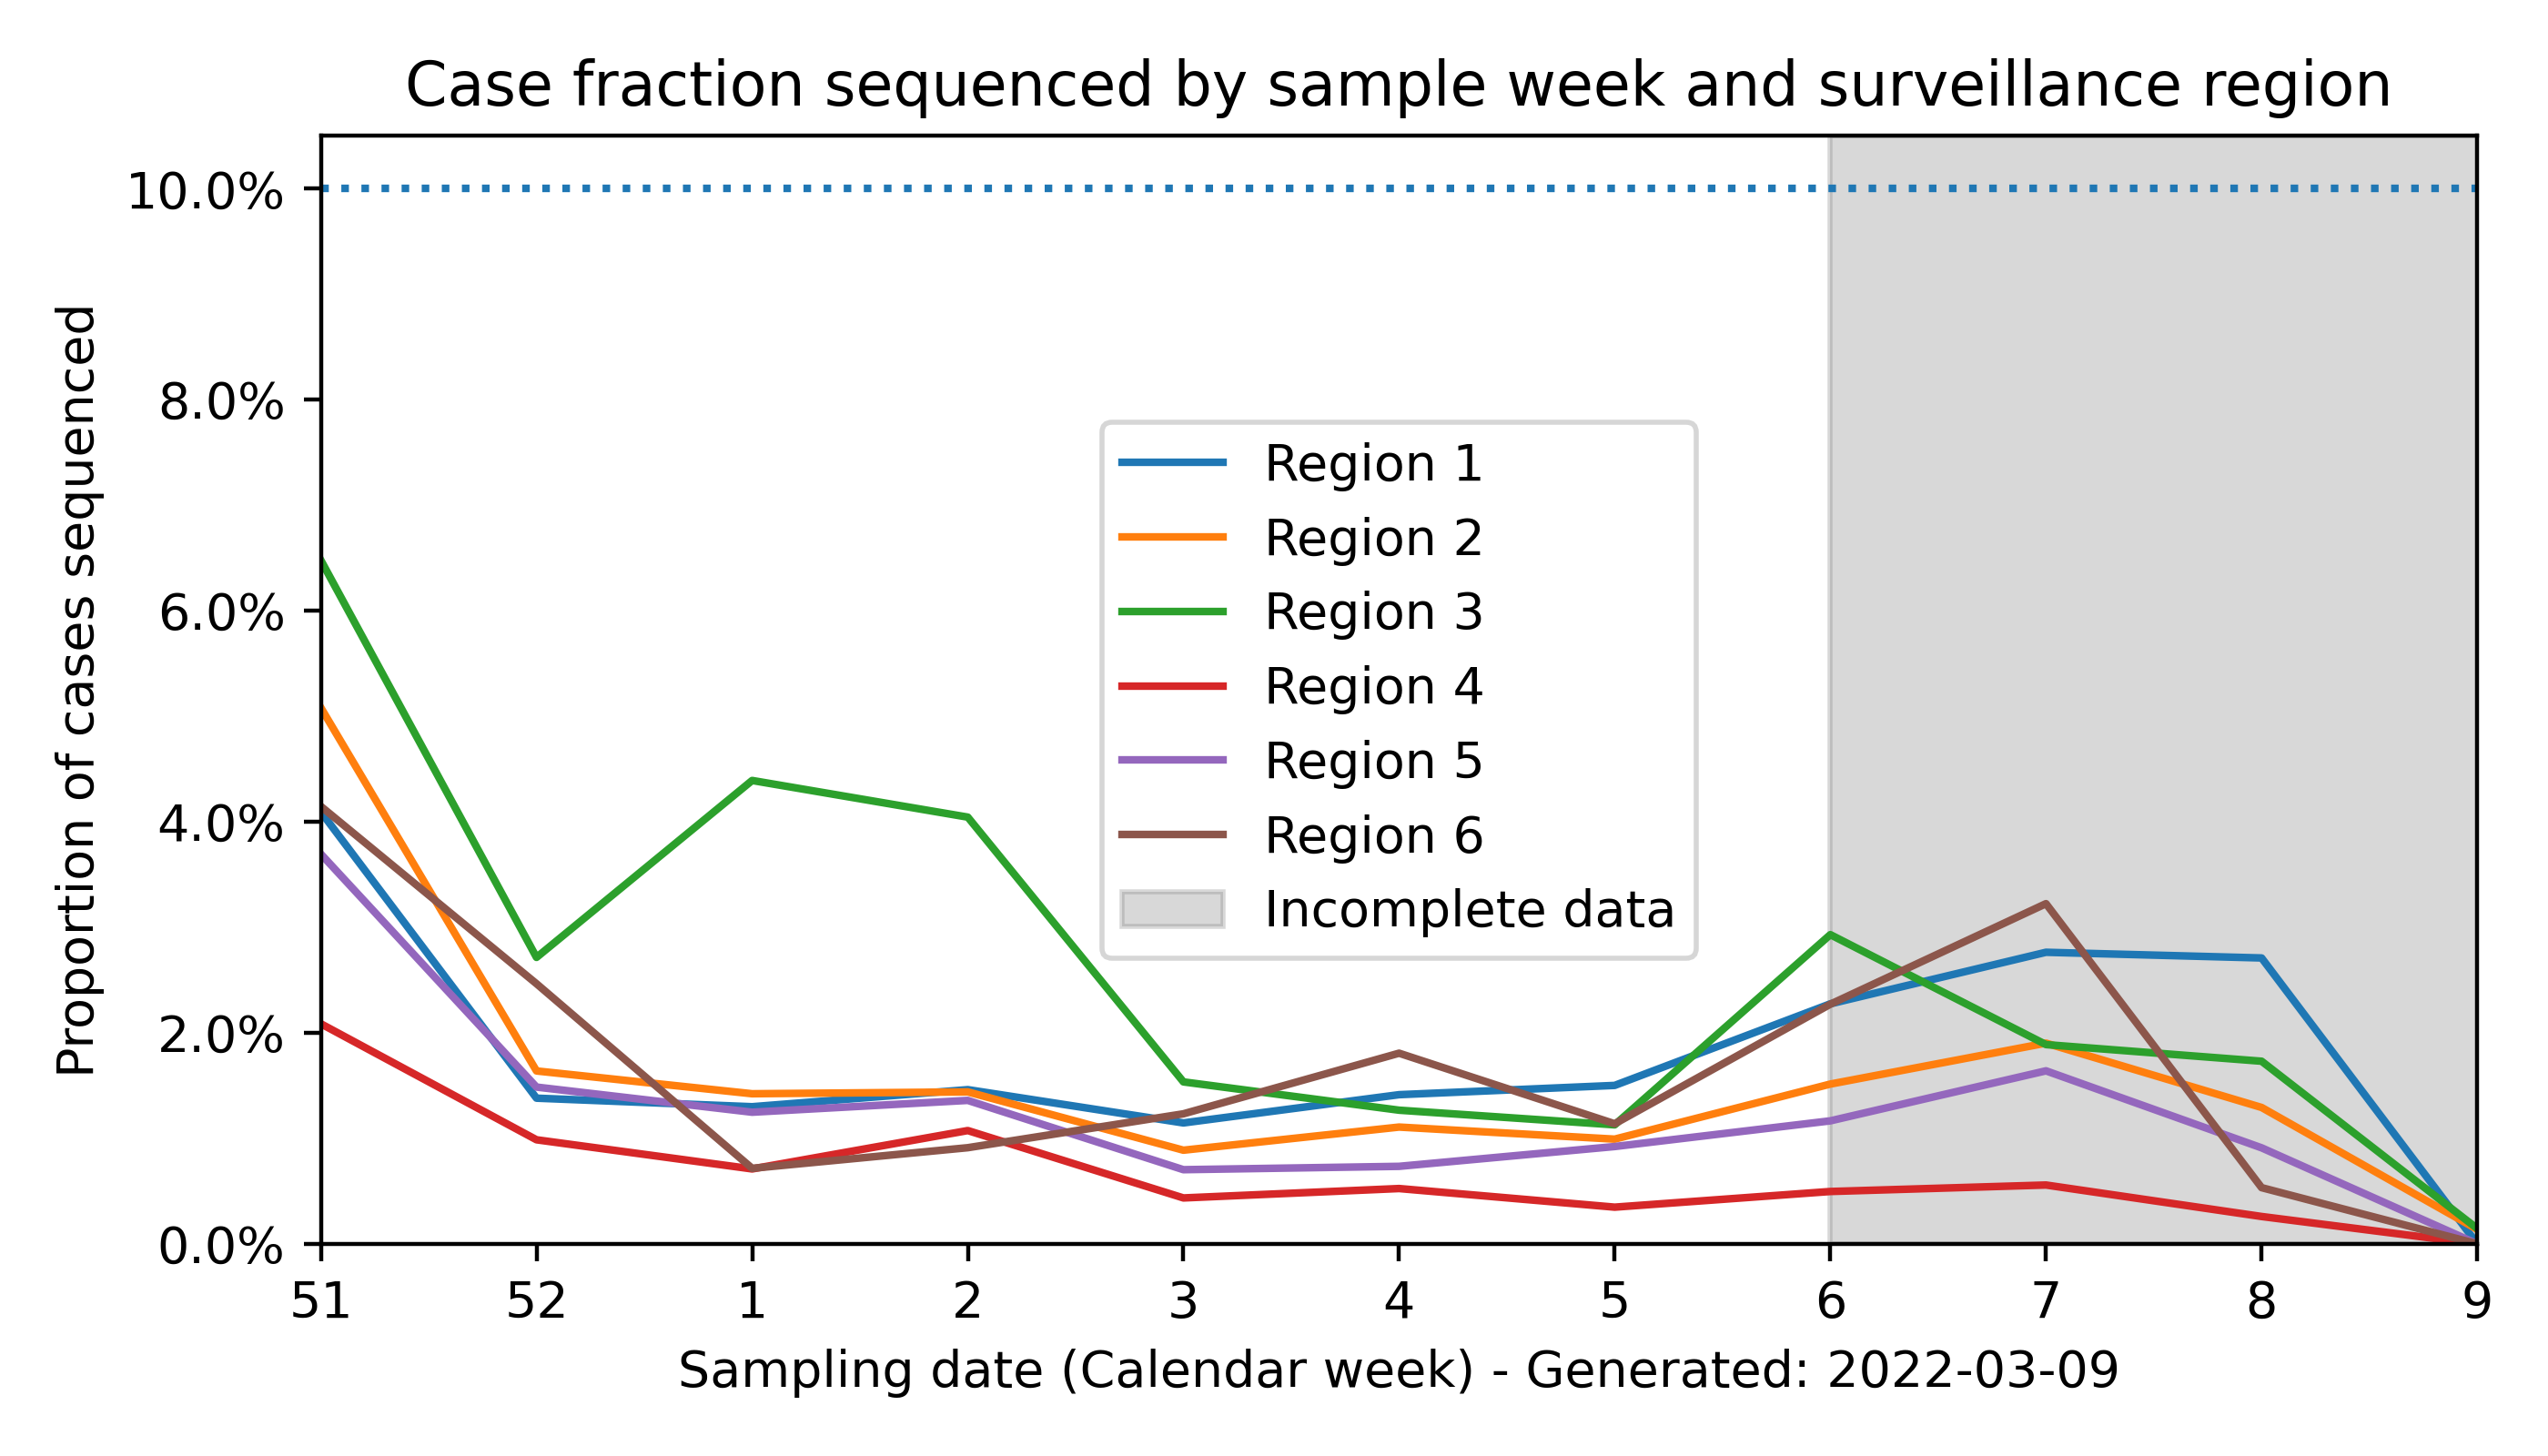 Case fraction sequenced by sample week and surveillance region
Proportion of cases sequenced
10.0%
8.0%
6.0%
4.0%
2.0%
0.0%
Region 1
Region 2
Region 3
Region 4
Region 5
Region 6
Incomplete data
51 52 1 2 3 4 5 6 7 8 9
Sampling date (Calendar week) - Generated: 2022-03-09